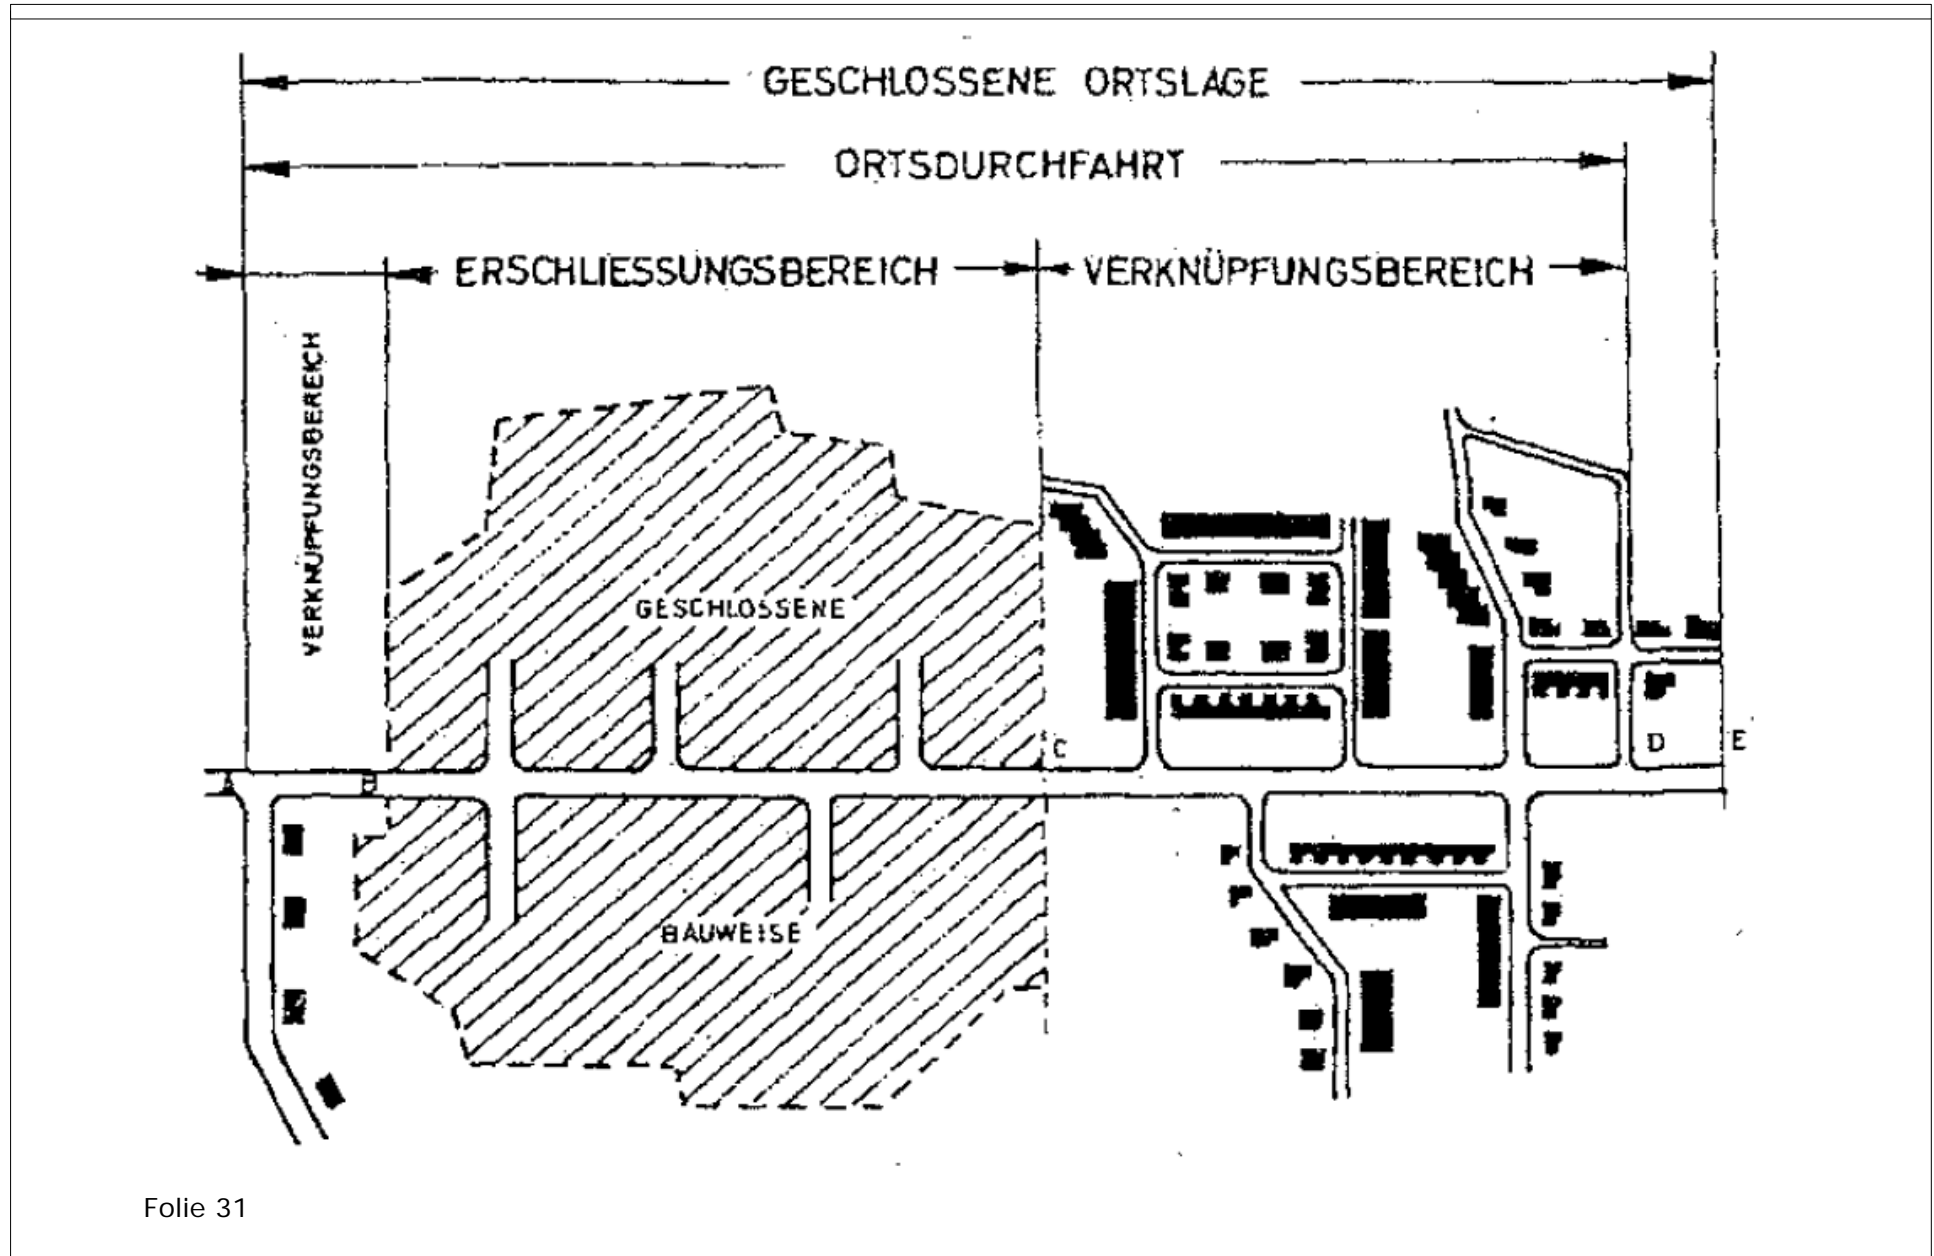 GESCHLOSSENE ORTSLAGE
ORTSDURCHFAHRT
ERSCHLIESSUNGSBEREICH
VERKNÜPFUNGSBEREICH
VERKNÜPFUNGSBEREICH
GESCHLOSSENE
C
D
E
A
B
BAUWEISE
Folie 31